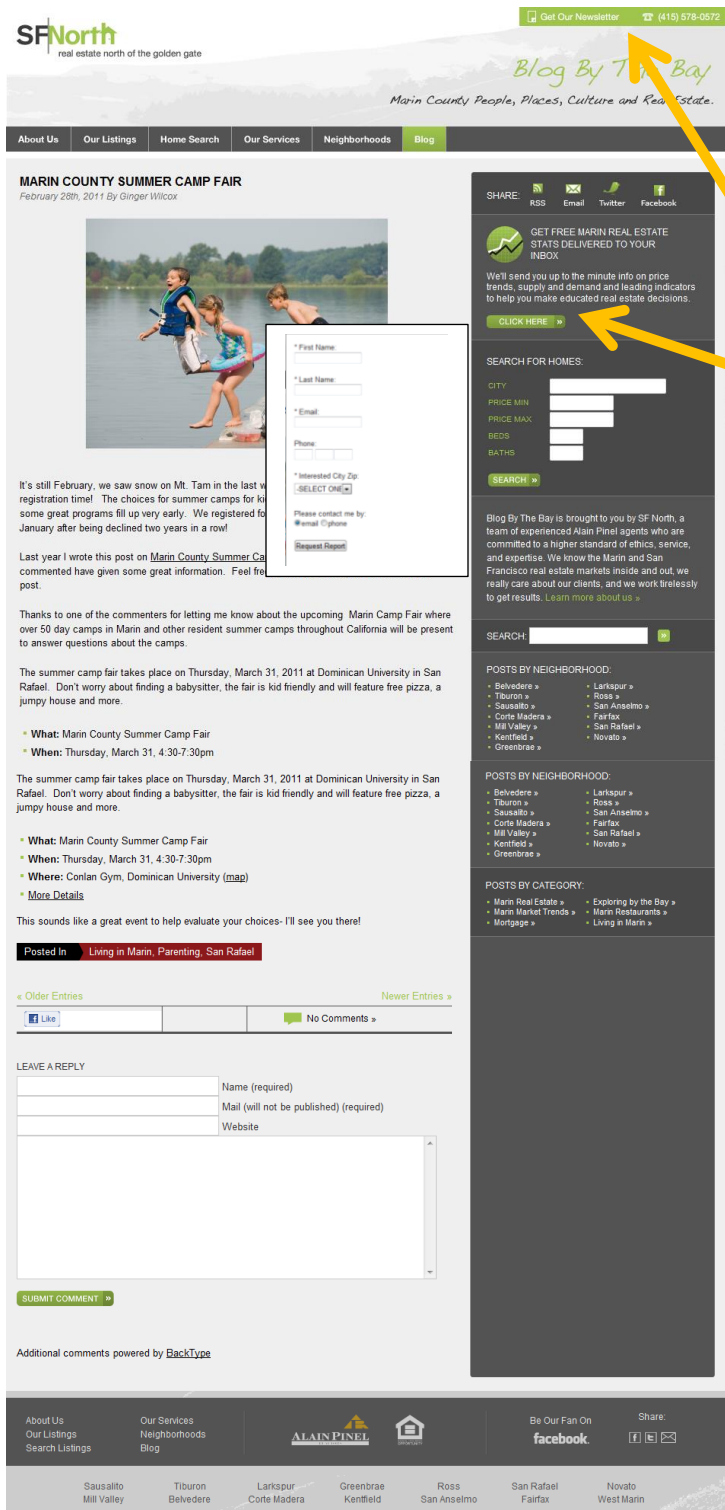 Get Our Newsletter
(415) 578-0572
SFNorth
real estate north of the golden gate
Blog By The Bay
Marin County People, Places, Culture and Real Estate.
About Us
Our Listings
Home Search
Our Services
Neighborhoods
Blog
MARIN COUNTY SUMMER CAMP FAIR
February 28th, 2011 By Ginger Wilcox
It's still February, we saw snow on Mt. Tam in the last w
registration time! The choices for summer camps for ki
some great programs fill up very early. We registered fo
January after being declined two years in a row!
Last year I wrote this post on Marin County Summer Ca
commented have given some great information. Feel fre
post.
Thanks to one of the commenters for letting me know about the upcoming Marin Camp Fair where
over 50 day camps in Marin and other resident summer camps throughout California will be present
to answer questions about the camps.
The summer camp fair takes place on Thursday, March 31, 2011 at Dominican University in San
Rafael. Don't worry about finding a babysitter, the fair is kid friendly and will feature free pizza, a
jumpy house and more.
What: Marin County Summer Camp Fair
When: Thursday, March 31, 4:30-7:30pm
The summer camp fair takes place on Thursday, March 31, 2011 at Dominican University in San
Rafael. Don't worry about finding a babysitter, the fair is kid friendly and will feature free pizza, a
jumpy house and more.
What: Marin County Summer Camp Fair
When: Thursday, March 31, 4:30-7:30pm
Where: Conlan Gym, Dominican University (map)
More Details
This sounds like a great event to help evaluate your choices- I'll see you there!
Posted In
Living in Marin, Parenting, San Rafael
« Older Entries
Newer Entries »
Like
No Comments »
LEAVE A REPLY
Name (required)
Mail (will not be published) (required)
Website
SUBMIT COMMENT »
Additional comments powered by BackType
* First Name:
* Last Name:
* Email:
Phone:
* Interested City Zip:
-SELECT ONE
Please contact me by:
email phone
Request Report
SHARE:
RSS
Email
Twitter
Facebook
GET FREE MARIN REAL ESTATE
STATS DELIVERED TO YOUR
INBOX
We'll send you up to the minute info on price
trends, supply and demand and leading indicators
to help you make educated real estate decisions.
CLICK HERE »
SEARCH FOR HOMES:
CITY
PRICE MIN
PRICE MAX
BEDS
BATHS
SEARCH »
Blog By The Bay is brought to you by SF North, a
team of experienced Alain Pinel agents who are
committed to a higher standard of ethics, service,
and expertise. We know the Marin and San
Francisco real estate markets inside and out, we
really care about our clients, and we work tirelessly
to get results. Learn more about us »
SEARCH:
»
POSTS BY NEIGHBORHOOD:
Belvedere »
Tiburon »
Sausalito »
Corte Madera »
Mill Valley »
Kentfield »
Greenbrae »
Larkspur »
Ross »
San Anselmo »
Fairfax
San Rafael »
Novato »
POSTS BY NEIGHBORHOOD:
Belvedere »
Tiburon »
Sausalito »
Corte Madera »
Mill Valley »
Kentfield »
Greenbrae »
Larkspur »
Ross »
San Anselmo »
Fairfax
San Rafael »
Novato »
POSTS BY CATEGORY:
Marin Real Estate »
Marin Market Trends »
Mortgage »
Exploring by the Bay »
Marin Restaurants »
Living in Marin »
About Us
Our Listings
Search Listings
Our Services
Neighborhoods
Blog
ALAIN PINEL
Be Our Fan On
facebook.
Share:
Sausalito
Tiburon
Larkspur
Greenbrae
Ross
San Rafael
Novato
Mill Valley
Belvedere
Corte Madera
Kentfield
San Anselmo
Fairfax
West Marin